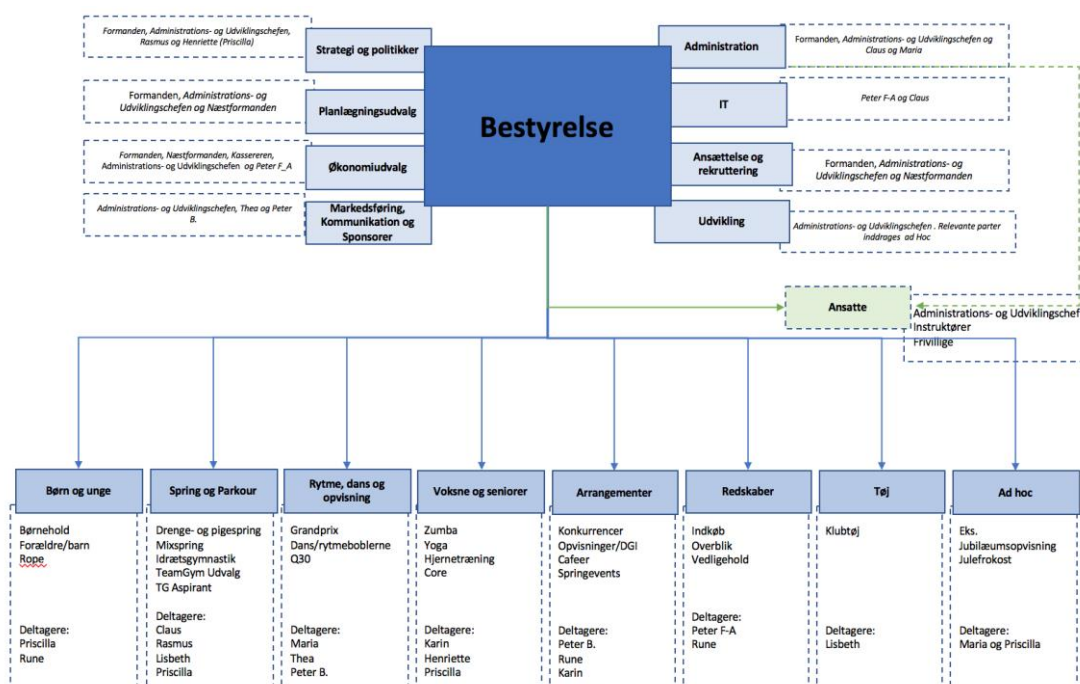 Formanden, Administrations- og Udviklingschefen,
Rasmus og Henriette (Priscilla)
Strategi og politikker
Formanden, Administrations- og
Udviklingschefen og Næstformanden
Planlægningsudvalg
Formanden, Næstformanden, Kassereren,
Administrations- og Udviklingschefen og Peter F_A
Økonomiudvalg
Administrations- og Udviklingschefen, Thea og Peter
B.
Markedsføring,
Kommunikation og
Sponsorer
Bestyrelse
Administration
Formanden, Administrations- og Udviklingschefen og
Claus og Maria
IT
Peter F-A og Claus
Ansættelse og
rekruttering
Formanden, Administrations- og
Udviklingschefen og Næstformanden
Udvikling
Administrations- og Udviklingschefen . Relevante parter
inddrages ad Hoc
Ansatte
Administrations- og Udviklingschef
Instruktører
Frivillige
Børn og unge
Børnehold
Forældre/barn
Rope
Deltagere:
Priscilla
Rune
Spring og Parkour
Drenge- og pigespring
Mixspring
Idrætsgymnastik
TeamGym Udvalg
TG Aspirant
Deltagere:
Claus
Rasmus
Lisbeth
Priscilla
Rytme, dans og
opvisning
Grandprix
Dans/rytmeboblerne
Q30
Deltagere:
Maria
Thea
Peter B.
Voksne og seniorer
Zumba
Yoga
Hjernetræning
Core
Deltagere:
Karin
Henriette
Priscilla
Arrangementer
Konkurrencer
Opvisninger/DGI
Cafeer
Springevents
Deltagere:
Peter B.
Rune
Karin
Redskaber
Indkøb
Overblik
Vedligehold
Deltagere:
Peter F-A
Rune
Tøj
Klubtøj
Deltagere:
Lisbeth
Ad hoc
Eks.
Jubilæumsopvisning
Julefrokost
Deltagere:
Maria og Priscilla